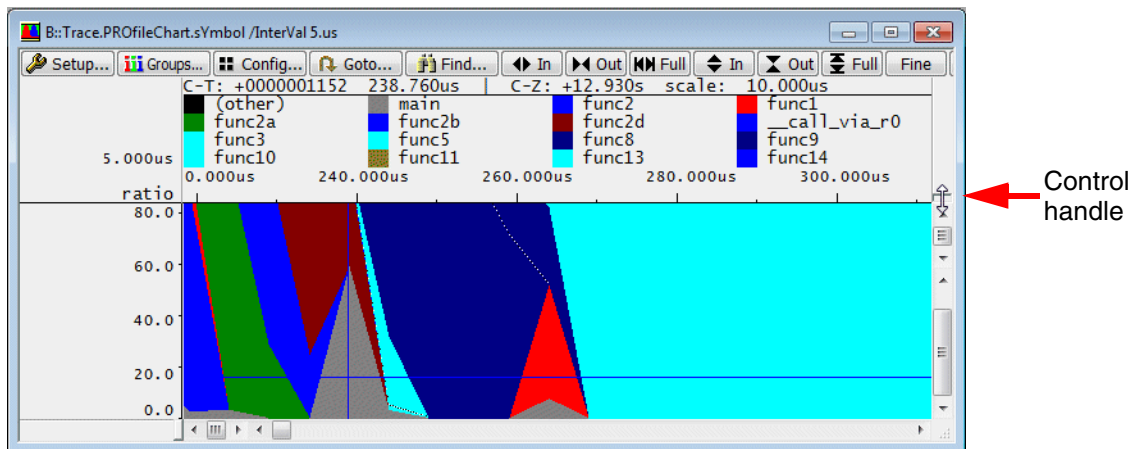 B::Trace.PROfileChart.sYmbol /InterVal 5.us
Setup... Groups... Config... Goto... Find... In Out Full In Out Full Fine
C-T: +0000001152 238.760us | C-Z: +12.930s scale: 10.000us
(other) main func2 func1
func2a func2b func2d __call_via_r0
func3 func5 func8 func9
5.000us func10 func11 func13 func14
0.000us 240.000us 260.000us 280.000us 300.000us
ratio
Control
handle
80.0
60.0
40.0
20.0
0.0